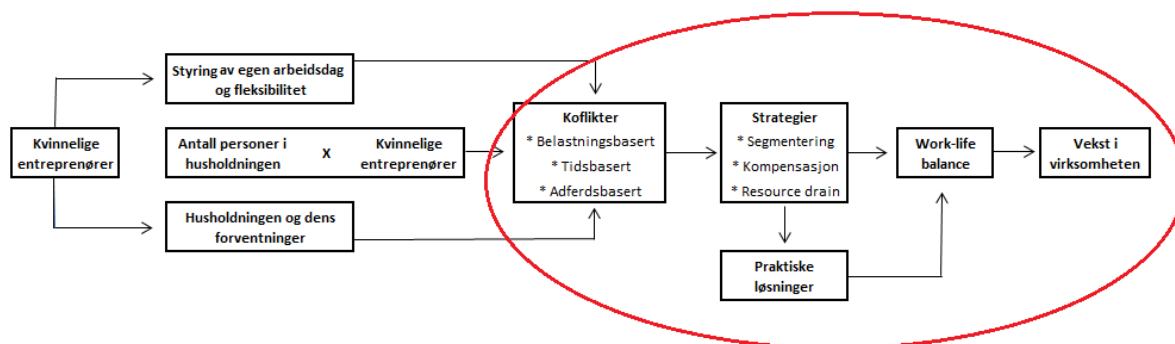 Kvinnelige
entreprenører
Styring av egen arbeidsdag
og fleksibilitet
Antall personer i
husholdningen
X
Kvinnelige
entreprenører
Husholdningen og dens
forventninger
Koflikter
* Belastningsbasert
* Tidsbasert
* Adferdsbasert
Strategier
* Segmentering
* Kompensasjon
* Resource drain
Praktiske
løsninger
Work-life
balance
Vekst i
virksomheten